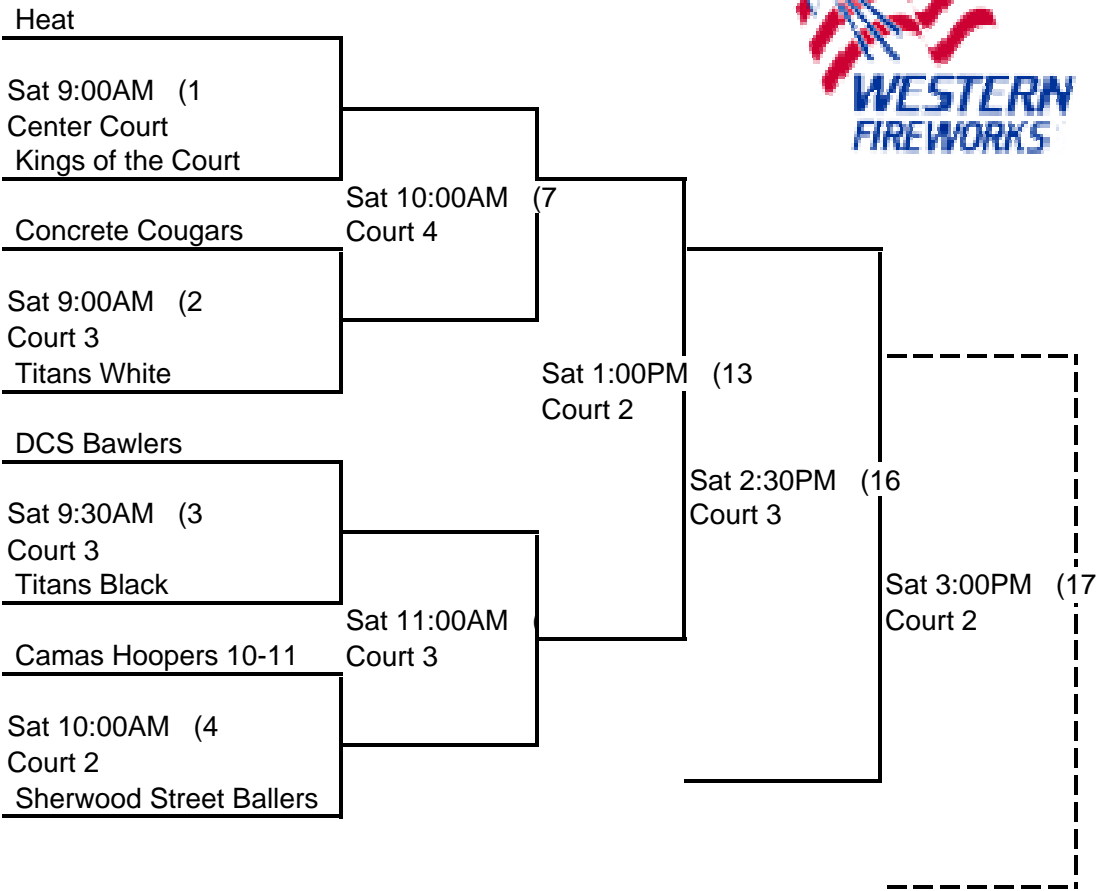 Heat
Sat 9:00AM (1
Center Court
Kings of the Court
Concrete Cougars
Sat 9:00AM (2
Court 3
Titans White
DCS Bawlers
Sat 9:30AM (3
Court 3
Titans Black
Camas Hoopers 10-11
Sat 10:00AM (4
Court 2
Sherwood Street Ballers
Sat 10:00AM (7
Court 4
Sat 11:00AM
Court 3
Sat 1:00PM (13
Court 2
Sat 2:30PM (16
Court 3
Sat 3:00PM (17
Court 2
WESTERN
FIREWORKS